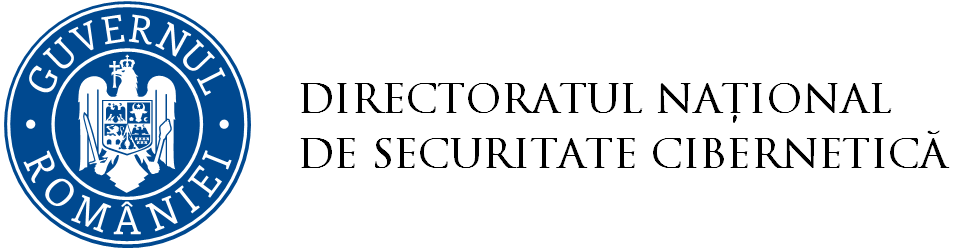 GUVERNUL
ROMÂNIEI
DIRECTORATUL NAȚIONAL
DE SECURITATE CIBERNETICĂ